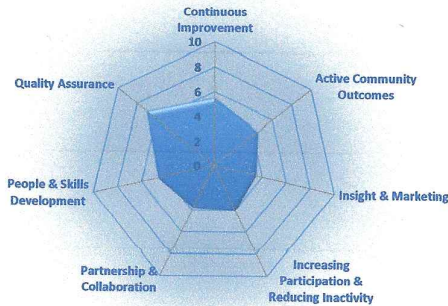 Continuous
Improvement
10
8
6
4
2
0
Active Community
Outcomes
Insight & Marketing
Increasing
Participation &
Reducing Inactivity
Partnership &
Collaboration
People & Skills
Development
Quality Assurance